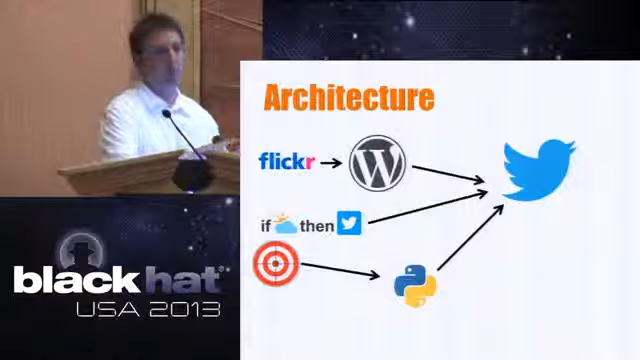 Architecture
flickr
W
if then
black hat®
USA 2013